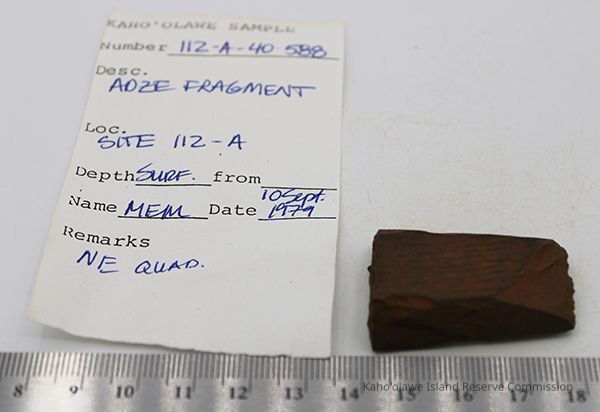 KAHO'OLAWE SAMPLE
Number 112-A-40 588
Desc.
ADZE FRAGMENT
Loc.
SITE 112-A
Depth SURF. from
Name MEM Date 10 Sept. 1979
Remarks
NE QUAD.
8 9 10 11 12 13 14 15 16 17 18
Kaho'olawe Island Reserve Commission